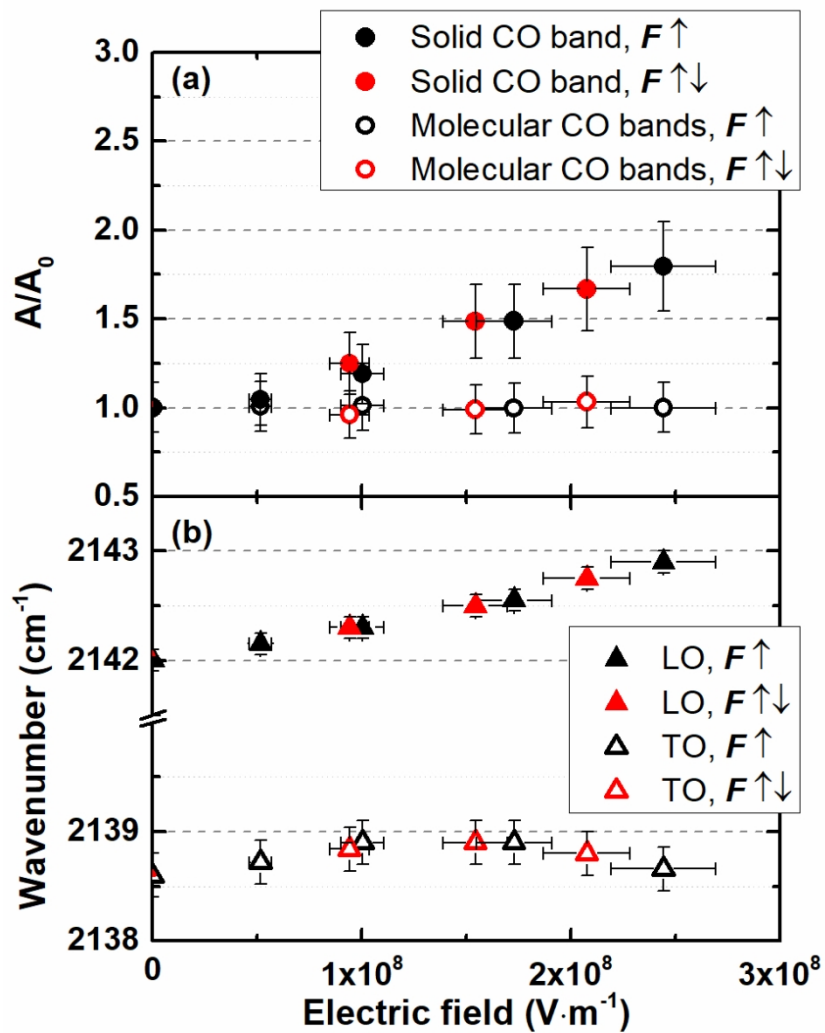 Solid CO band, F ↑
Solid CO band, F ↑↓
Molecular CO bands, F ↑
Molecular CO bands, F ↑↓
(a)
3.0
2.5
2.0
1.5
1.0
0.5
A/A₀
(b)
2143
2142
2139
2138
Wavenumber (cm⁻¹)
LO, F ↑
LO, F ↑↓
TO, F ↑
TO, F ↑↓
0 1x10⁸ 2x10⁸ 3x10⁸
Electric field (V·m⁻¹)